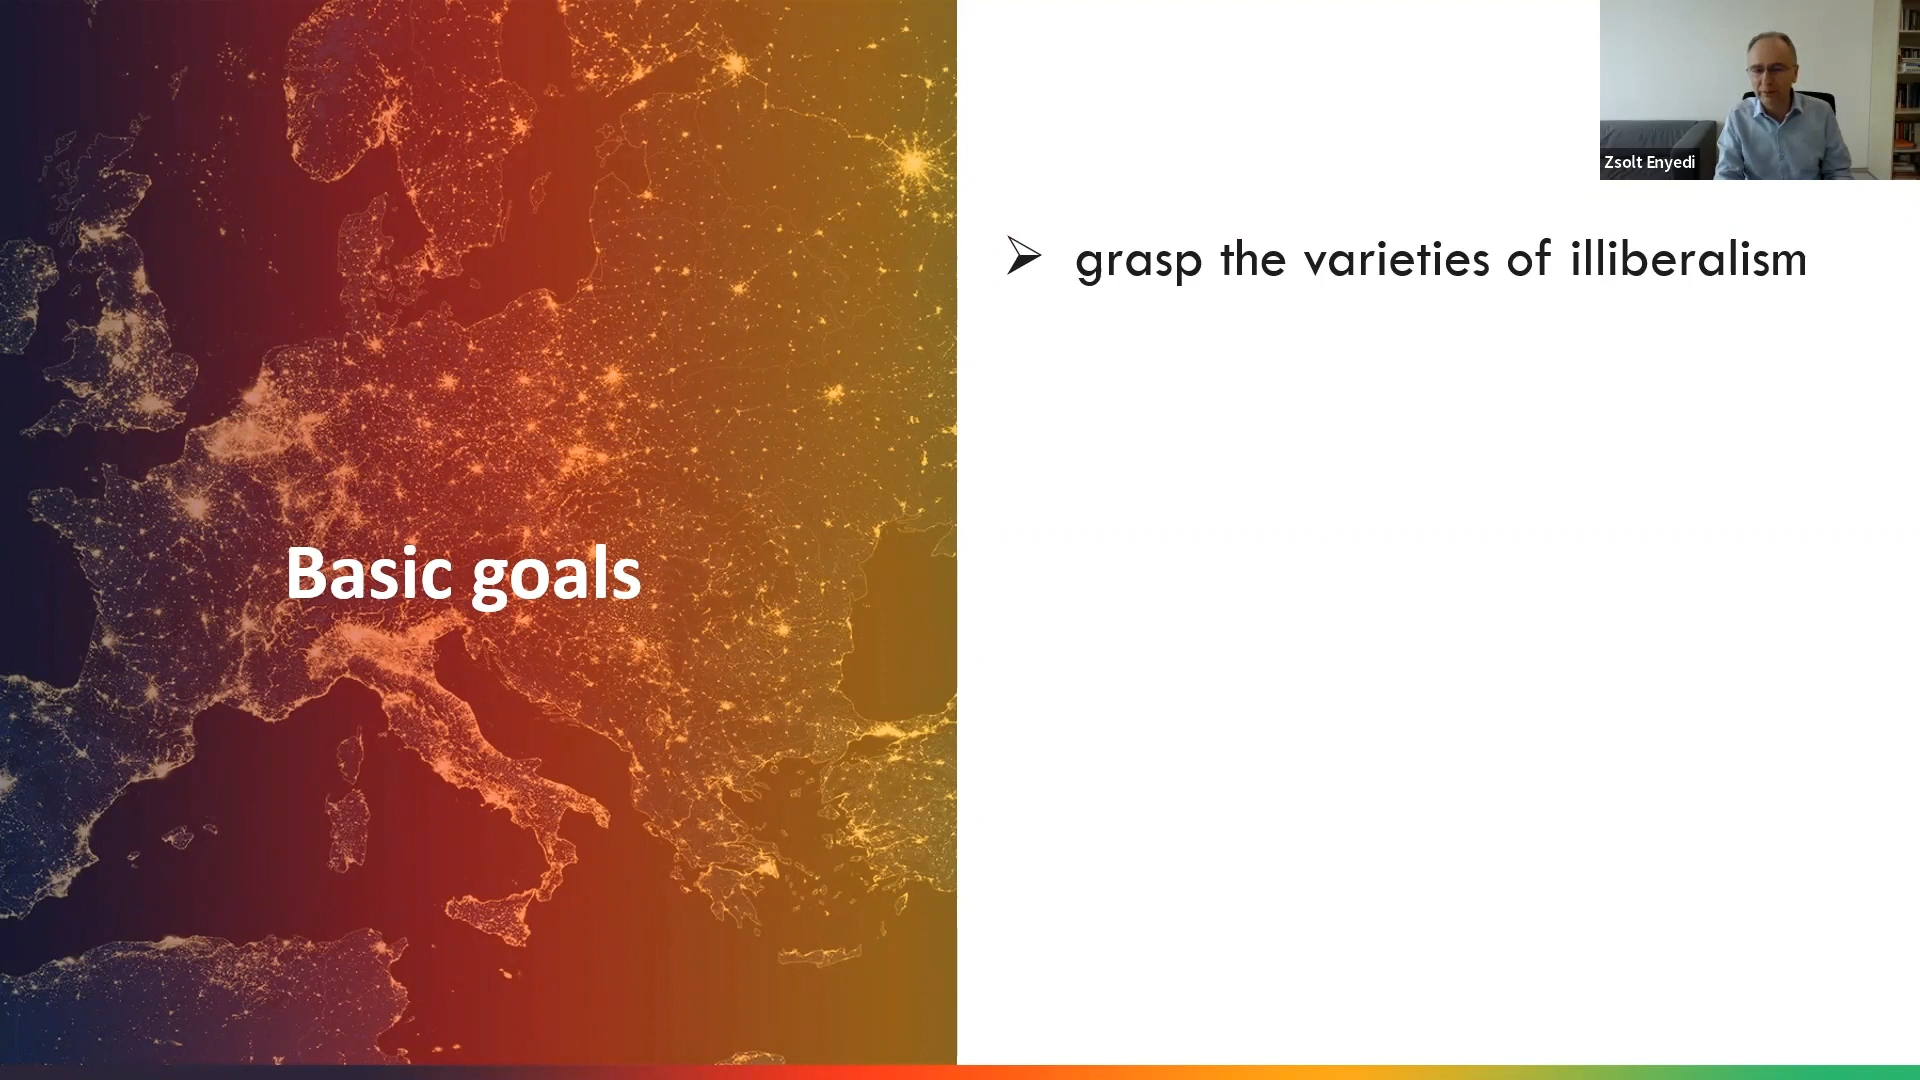 Zsolt Enyedi
grasp the varieties of illiberalism
Basic goals